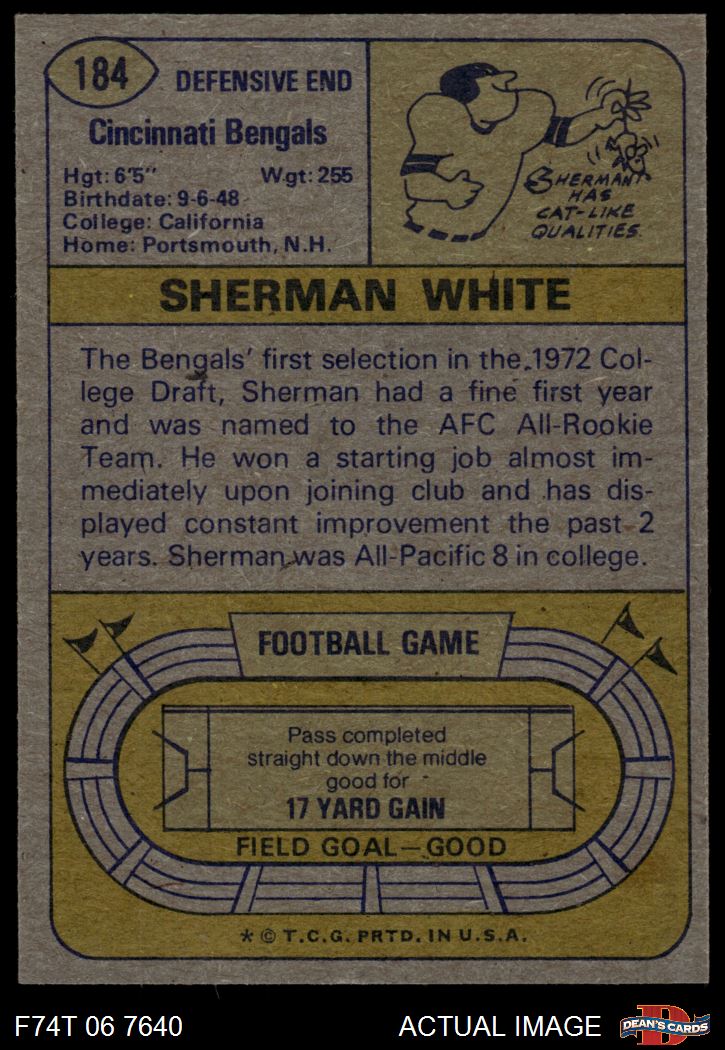 184
DEFENSIVE END
Cincinnati Bengals
Hgt: 6'5" Wgt: 255
Birthdate: 9-6-48
College: California
Home: Portsmouth, N.H.
SHERMAN
HAS
CAT-LIKE
QUALITIES.
SHERMAN WHITE
The Bengals' first selection in the 1972 Col-
lege Draft, Sherman had a fine first year
and was named to the AFC All-Rookie
Team. He won a starting job almost im-
mediately upon joining club and has dis-
played constant improvement the past 2
years. Sherman was All-Pacific 8 in college.
FOOTBALL GAME
Pass completed
straight down the middle
good for
17 YARD GAIN
FIELD GOAL—GOOD
* © T.C.G. PRTD. IN U.S.A.
F74T 06 7640 ACTUAL IMAGE
D
DEAN'S CARDS